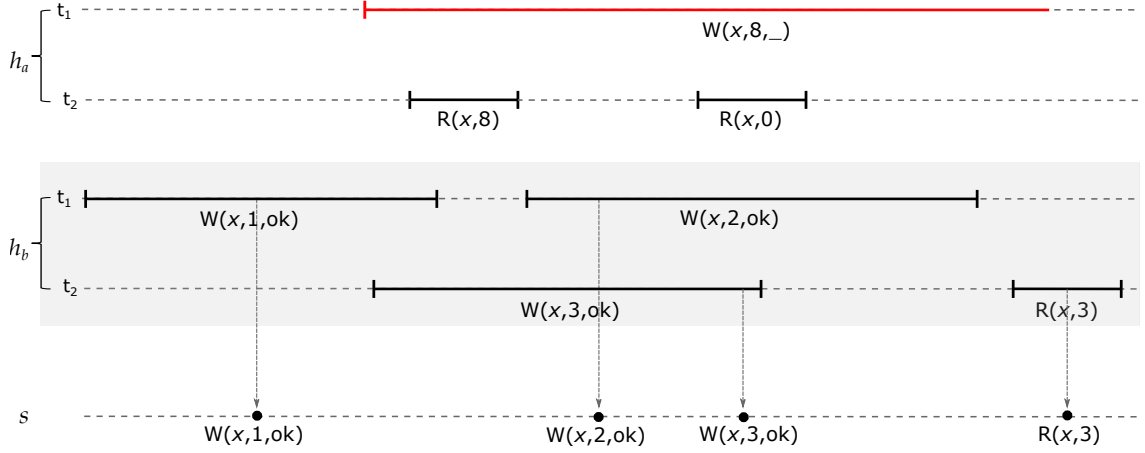 t₁
W(x,8,_)
hₐ
t₂
R(x,8) R(x,0)
t₁
W(x,1,ok) W(x,2,ok)
h_b
t₂
W(x,3,ok) R(x,3)
s
W(x,1,ok) W(x,2,ok) W(x,3,ok) R(x,3)